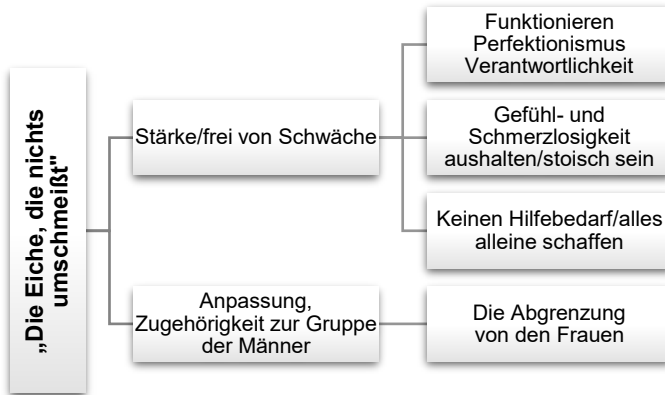 „Die Eiche, die nichts
umschmeißt"
Stärke/frei von Schwäche
Funktionieren
Perfektionismus
Verantwortlichkeit
Gefühl- und
Schmerzlosigkeit
aushalten/stoisch sein
Keinen Hilfebedarf/alles
alleine schaffen
Anpassung,
Zugehörigkeit zur Gruppe
der Männer
Die Abgrenzung
von den Frauen